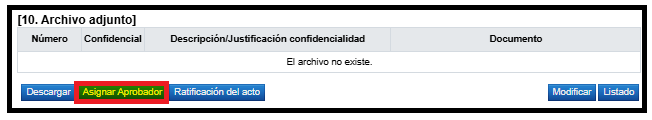 [10. Archivo adjunto]
Número Confidencial Descripción/Justificación confidencialidad Documento
El archivo no existe.
Descargar Asignar Aprobador Ratificación del acto Modificar Listado